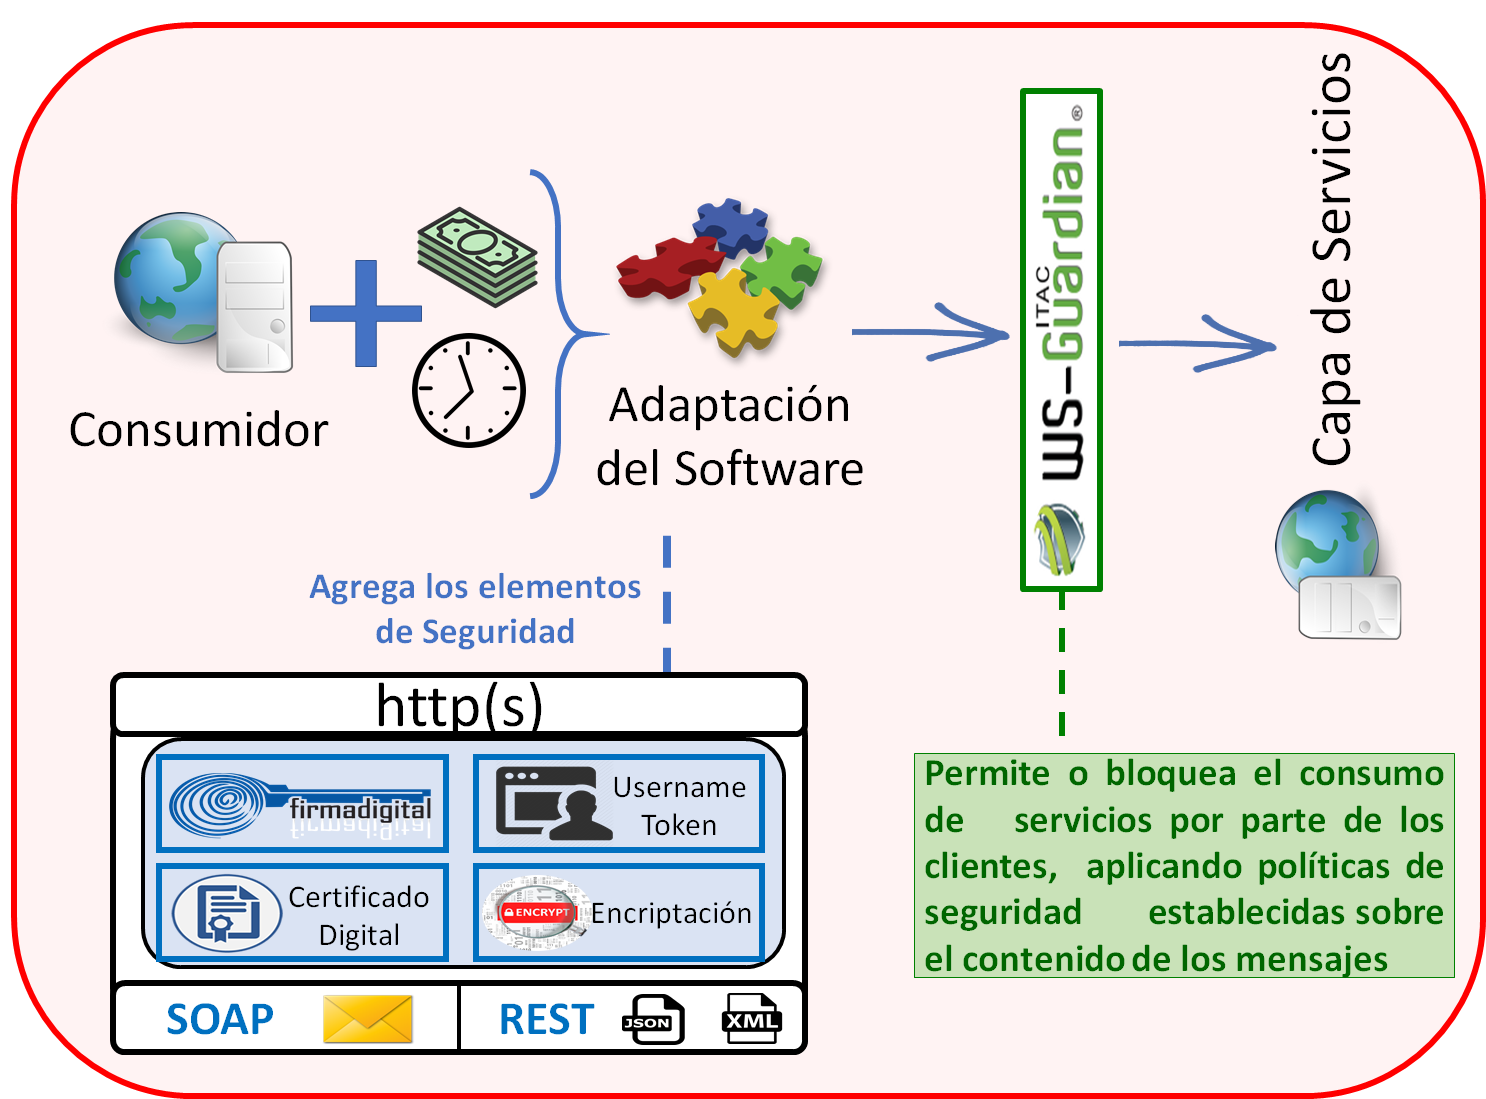 Consumidor
Adaptación
del Software
WS-Guardian®
ITAC
Capa de Servicios
Agrega los elementos
de Seguridad
http(s)
firmadigital
firmadigital
Username
Token
Certificado
Digital
ENCRYPT
Encriptación
SOAP
REST
JSON
XML
Permite o bloquea el consumo
de servicios por parte de los
clientes, aplicando políticas de
seguridad establecidas sobre
el contenido de los mensajes